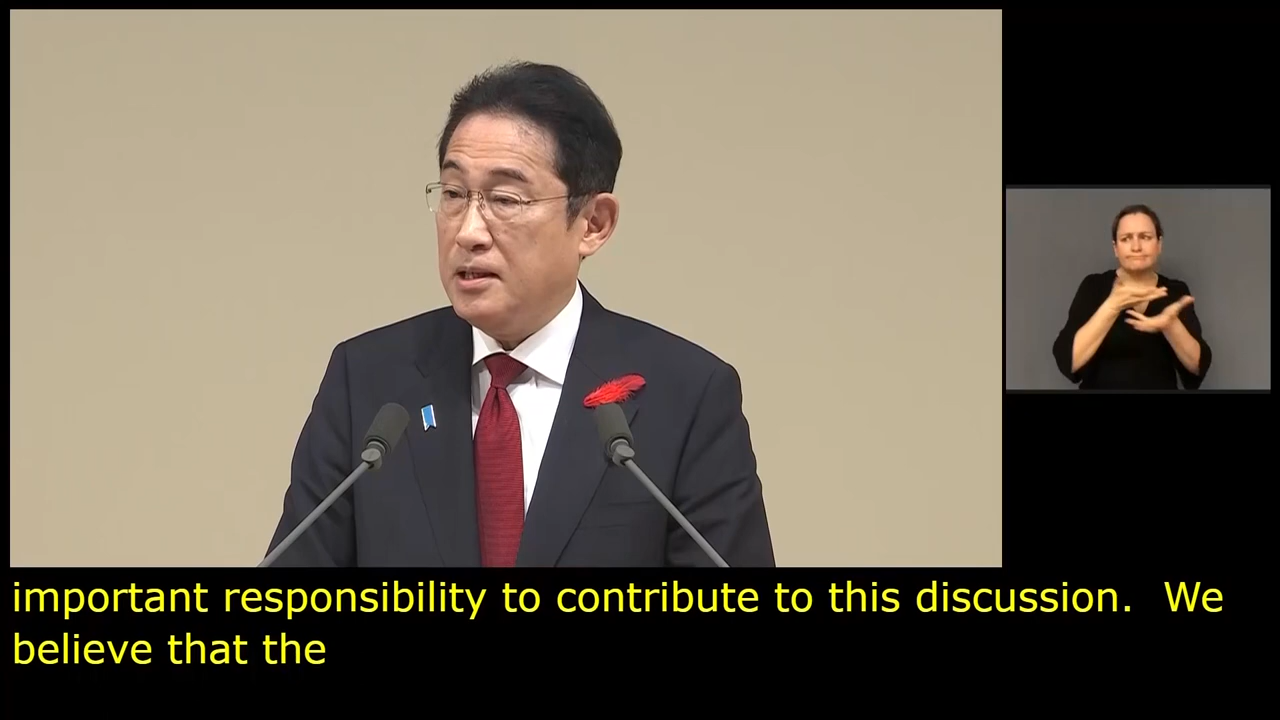 important responsibility to contribute to this discussion.  We
believe that the